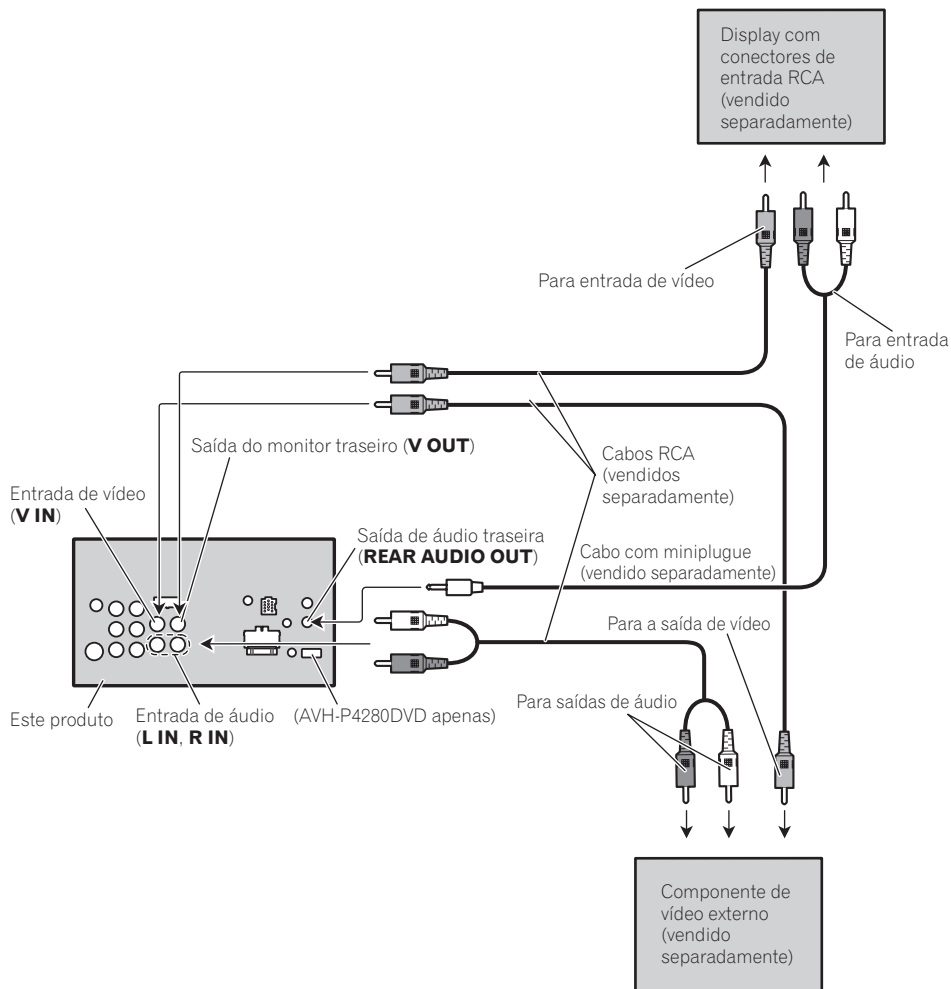 Display com
conectores de
entrada RCA
(vendido
separadamente)
Para entrada de vídeo
Para entrada
de áudio
Saída do monitor traseiro (V OUT)
Cabos RCA
(vendidos
separadamente)
Entrada de vídeo
(V IN)
Saída de áudio traseira
(REAR AUDIO OUT)
Cabo com miniplugue
(vendido separadamente)
Para a saída de vídeo
Para saídas de áudio
Este produto
Entrada de áudio
(L IN, R IN)
(AVH-P4280DVD apenas)
Componente de
vídeo externo
(vendido
separadamente)